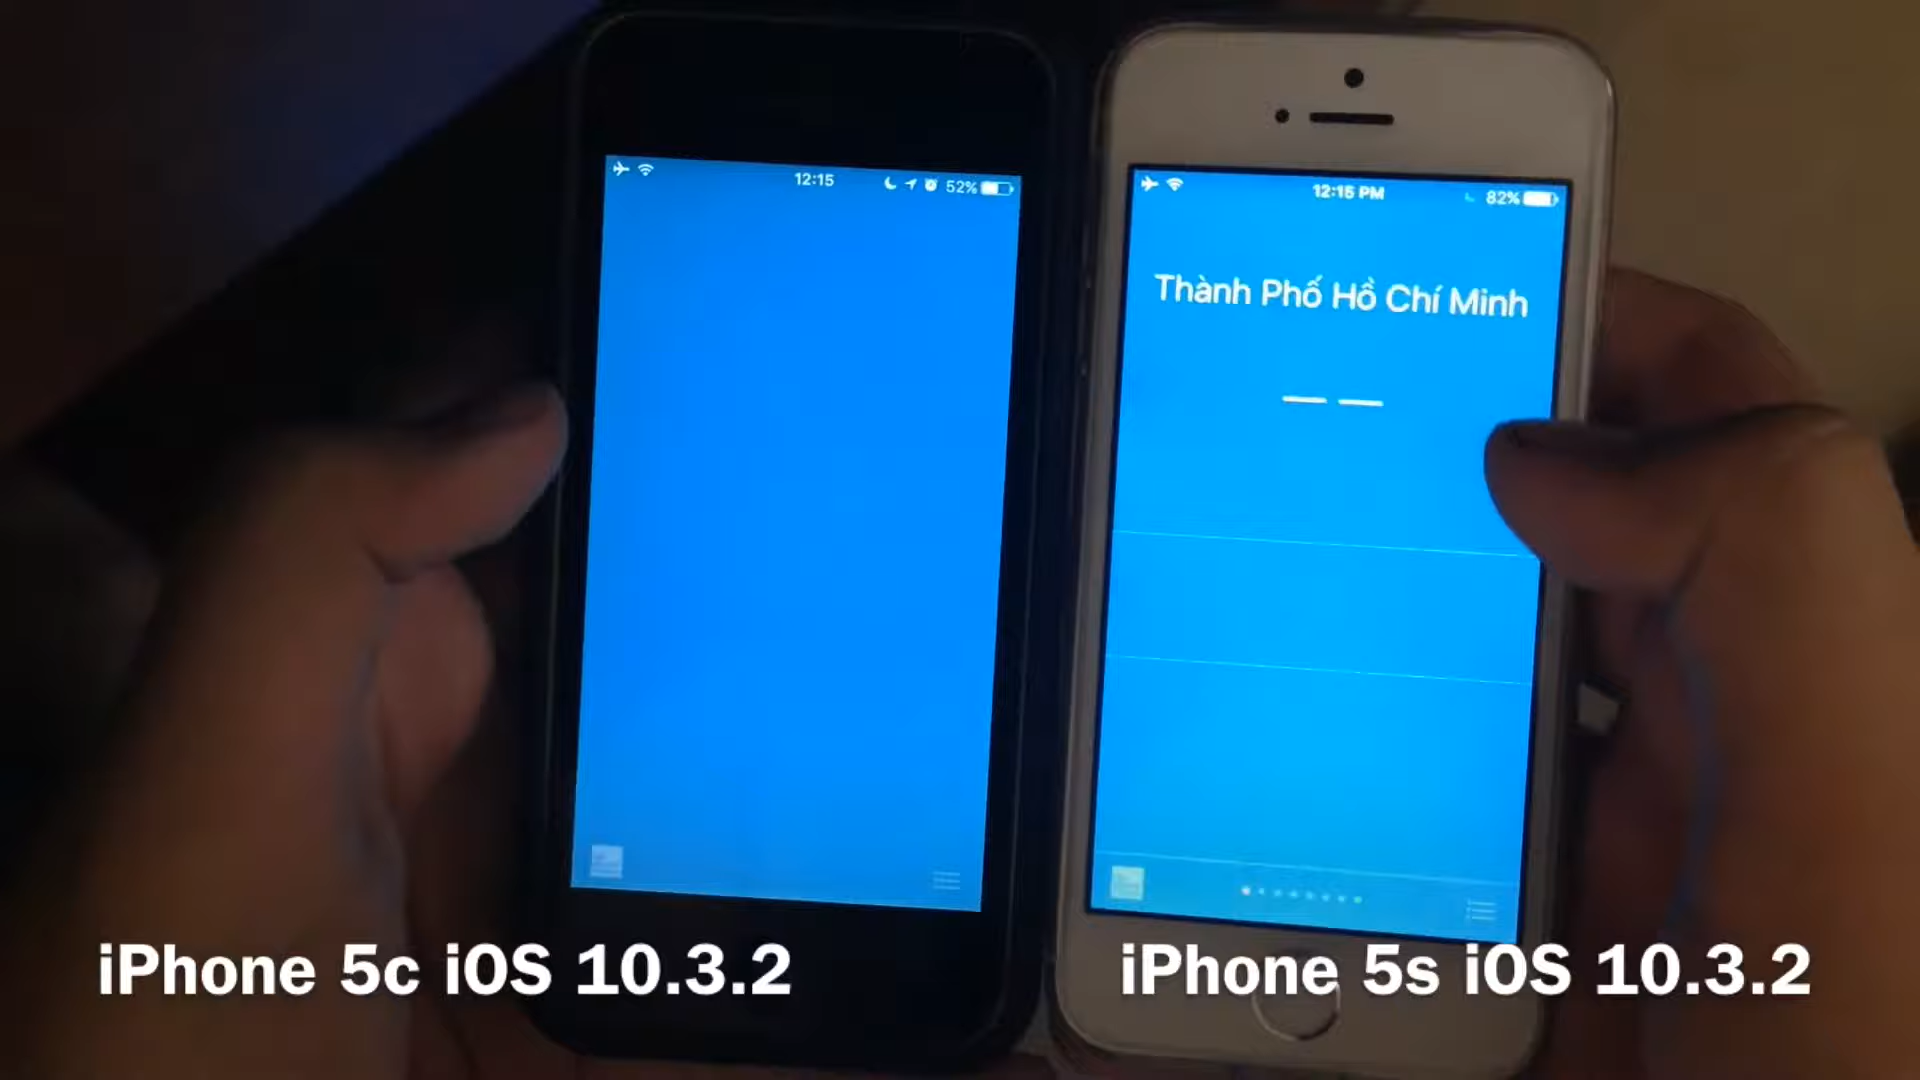 12:15
52%
12:15 PM
82%
Thành Phố Hồ Chí Minh
iPhone 5c iOS 10.3.2
iPhone 5s iOS 10.3.2